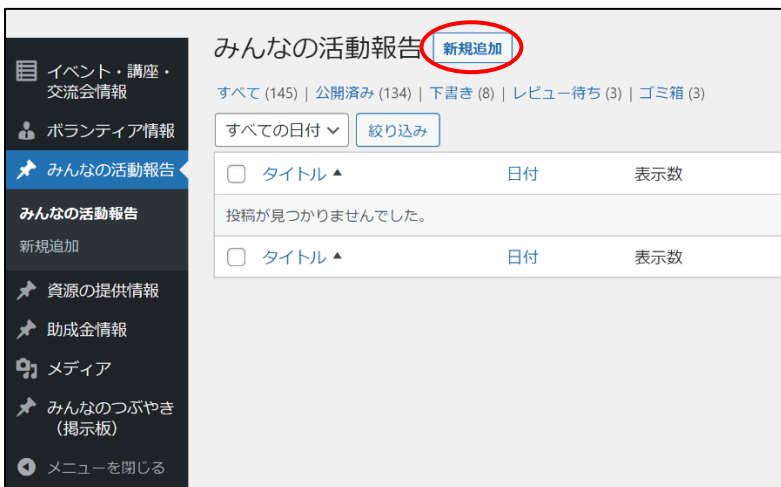 イベント・講座・
交流会情報
ボランティア情報
みんなの活動報告
みんなの活動報告
新規追加
資源の提供情報
助成金情報
メディア
みんなのつぶやき
（掲示板）
メニューを閉じる
みんなの活動報告 新規追加
すべて (145) | 公開済み (134) | 下書き (8) | レビュー待ち (3) | ゴミ箱 (3)
すべての日付 絞り込み
タイトル 日付 表示数
投稿が見つかりませんでした。
タイトル 日付 表示数